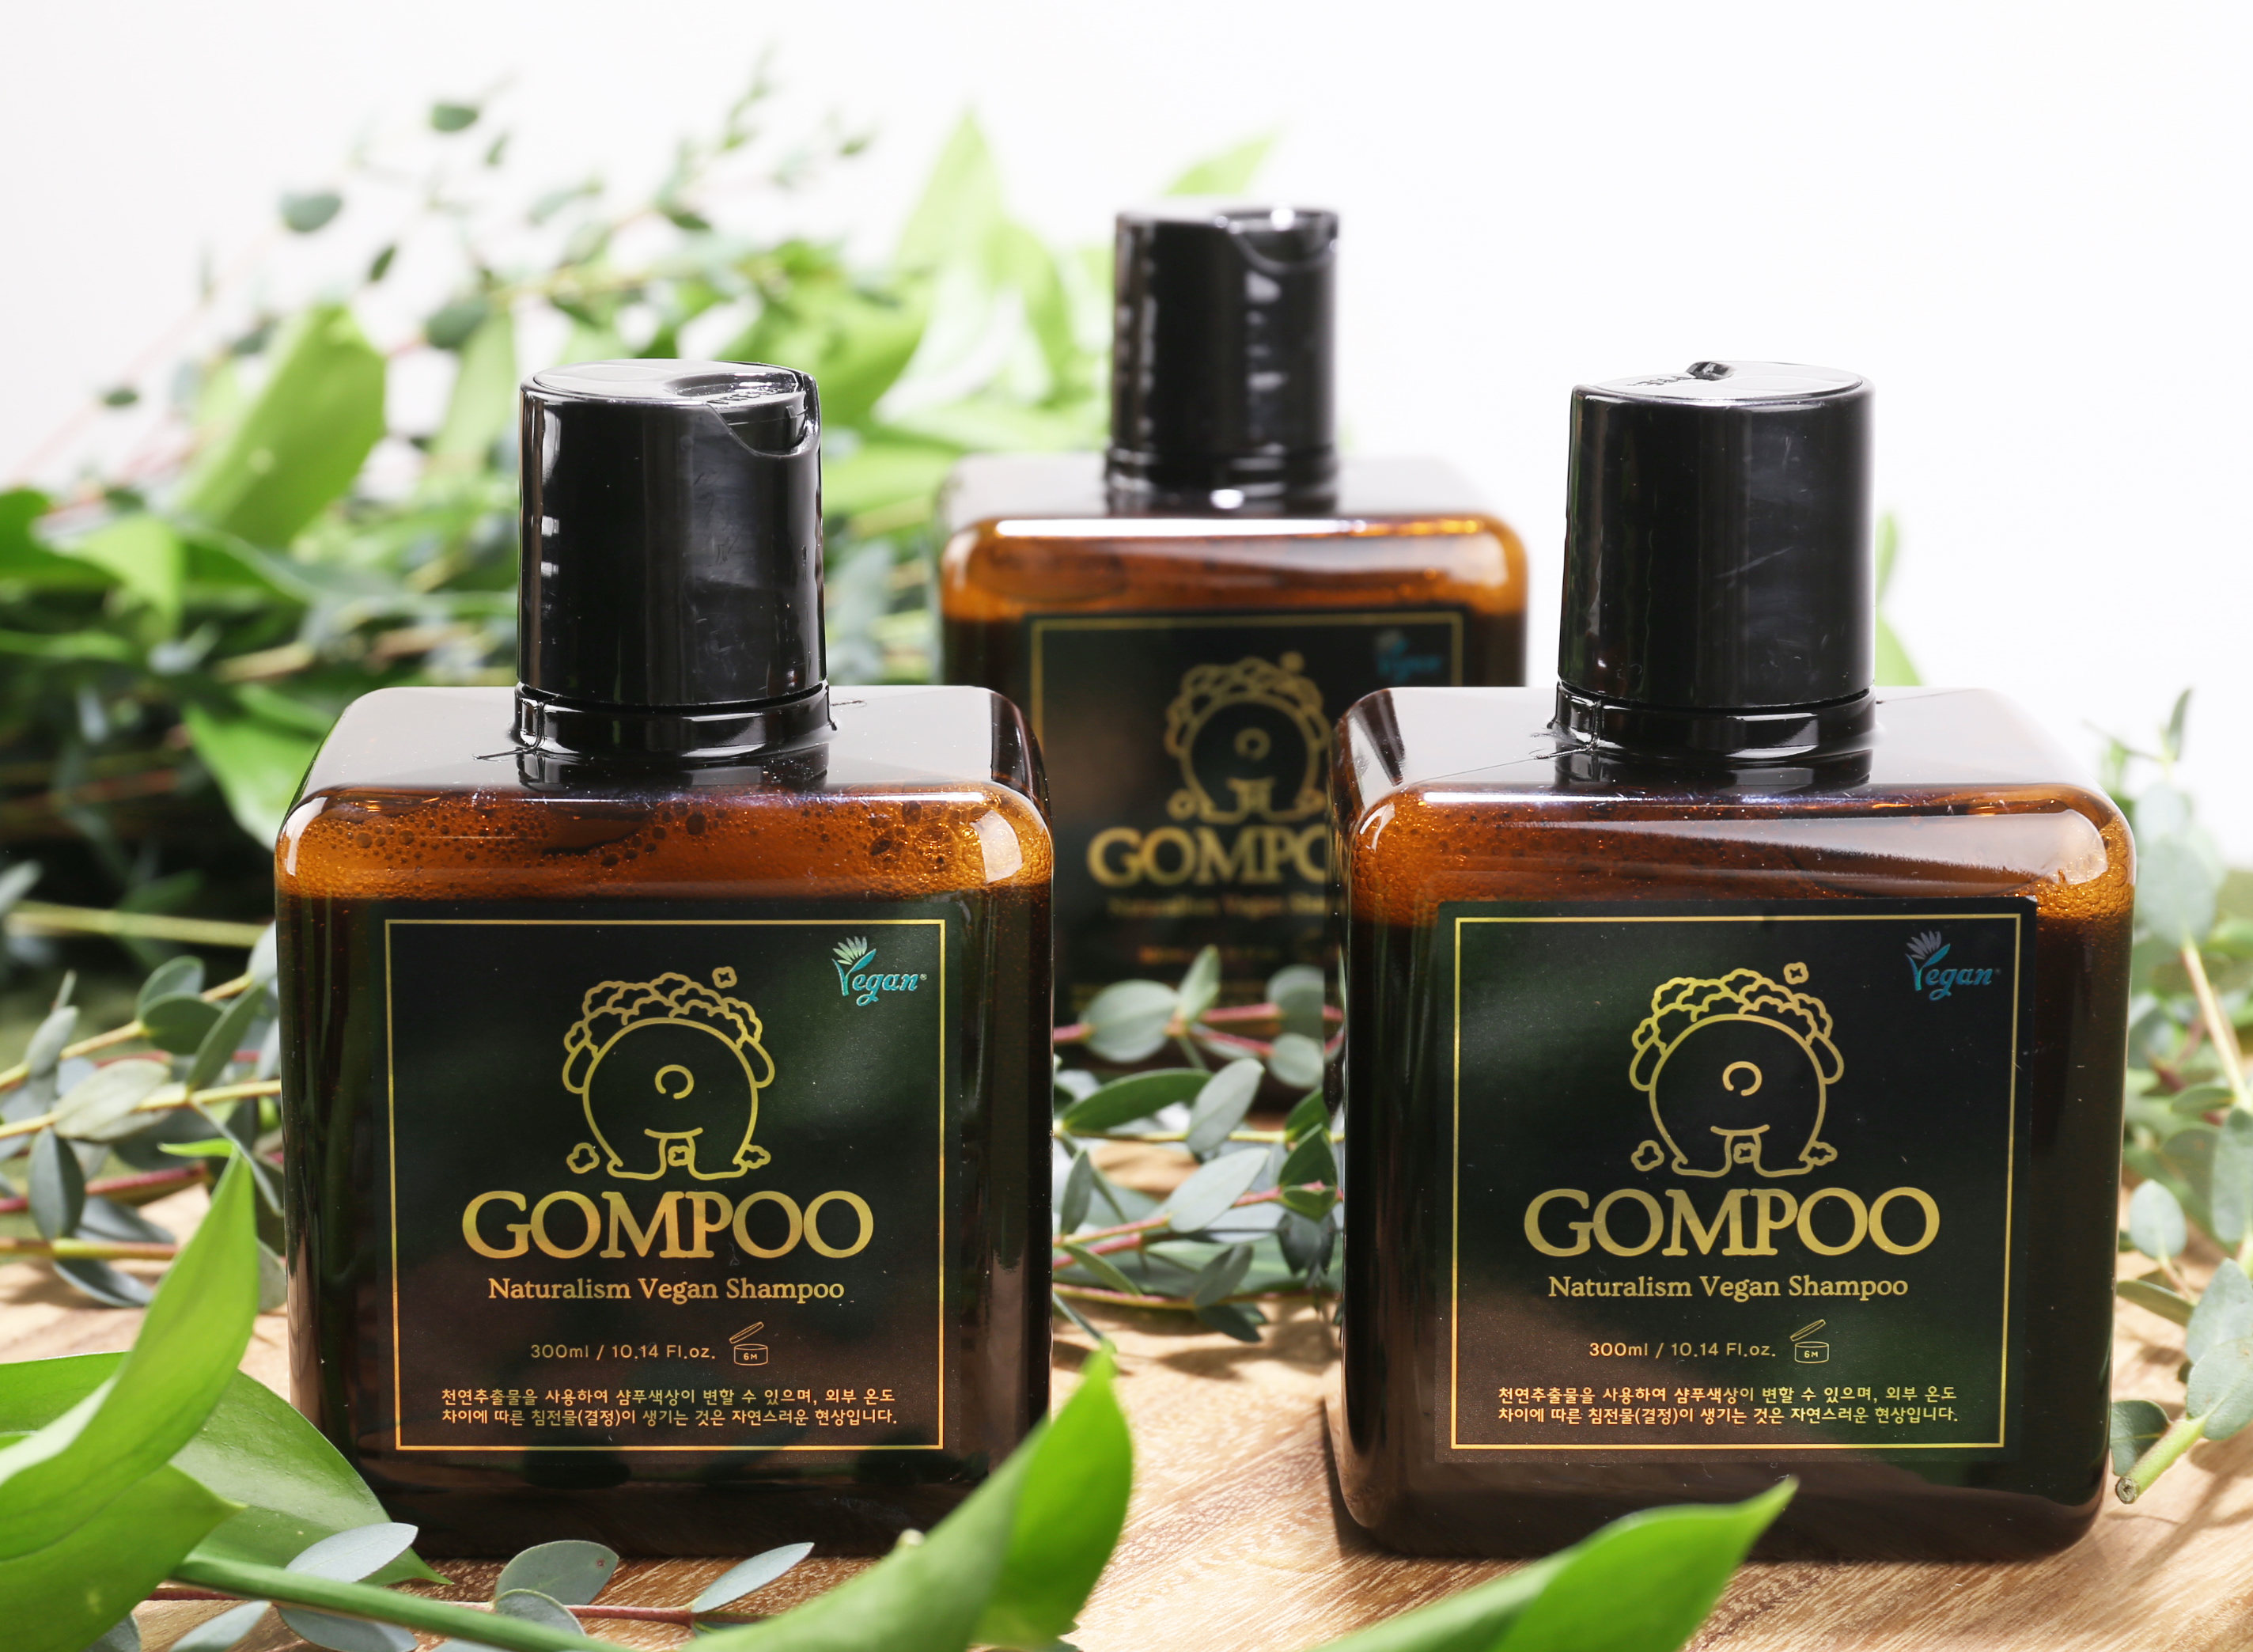 Vegan
GOMPOO
Naturalism Vegan Shampoo
300ml / 10.14 Fl.oz.
6M
천연추출물을 사용하여 샴푸색상이 변할 수 있으며, 외부 온도
차이에 따른 침전물(결정)이 생기는 것은 자연스러운 현상입니다.
Vegan
GOMPO
Vegan
GOMPOO
Naturalism Vegan Shampoo
300ml / 10.14 Fl.oz.
6M
천연추출물을 사용하여 샴푸색상이 변할 수 있으며, 외부 온도
차이에 따른 침전물(결정)이 생기는 것은 자연스러운 현상입니다.